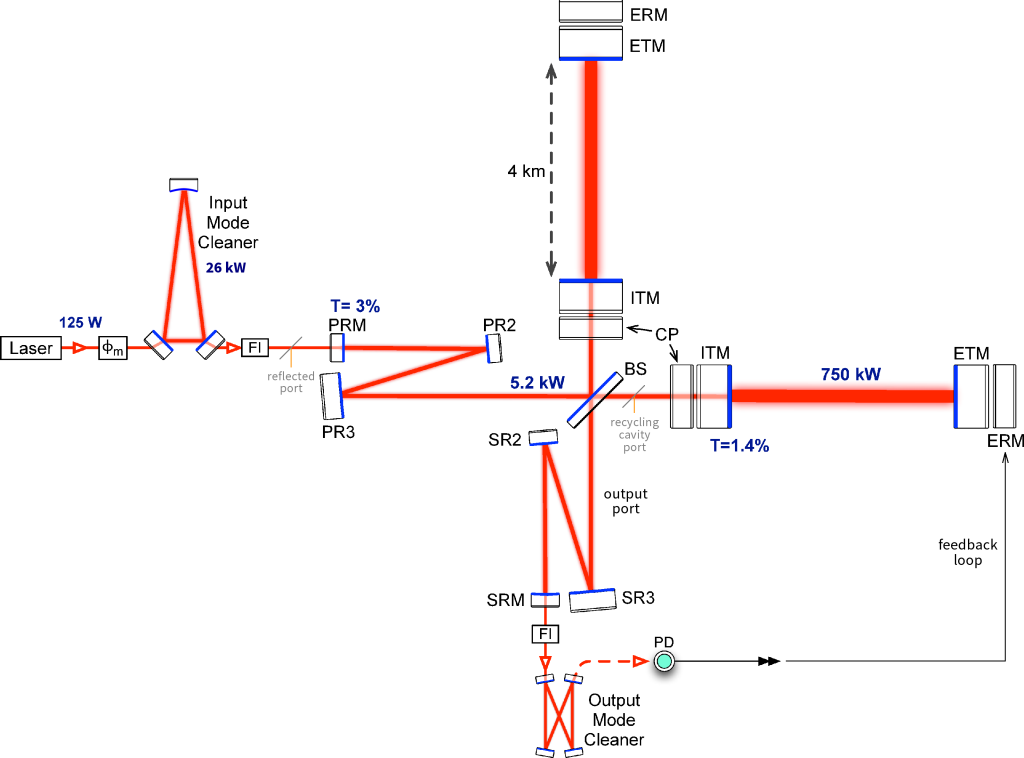 ERM
ETM
4 km
Input
Mode
Cleaner
26 kW
ITM
125 W
T= 3%
PRM
PR2
CP
ITM
ETM
Laser
ϕm
FI
reflected
port
5.2 kW
BS
750 kW
PR3
recycling
cavity
port
T=1.4%
ERM
SR2
output
port
feedback
loop
SRM
SR3
FI
PD
Output
Mode
Cleaner